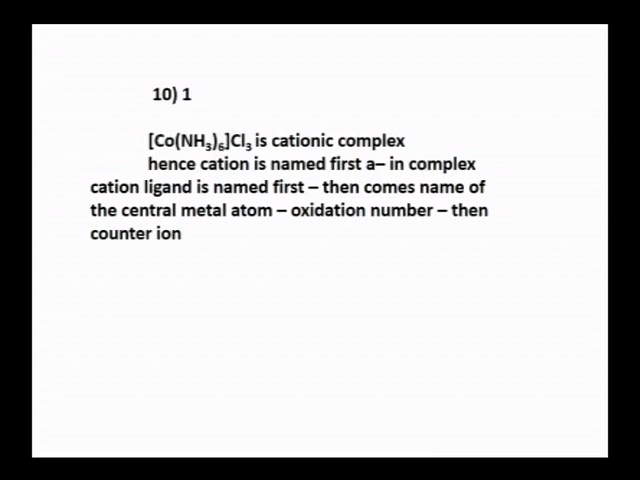 10) 1
[Co(NH₃)₆]Cl₃ is cationic complex
hence cation is named first a– in complex
cation ligand is named first – then comes name of
the central metal atom – oxidation number – then
counter ion